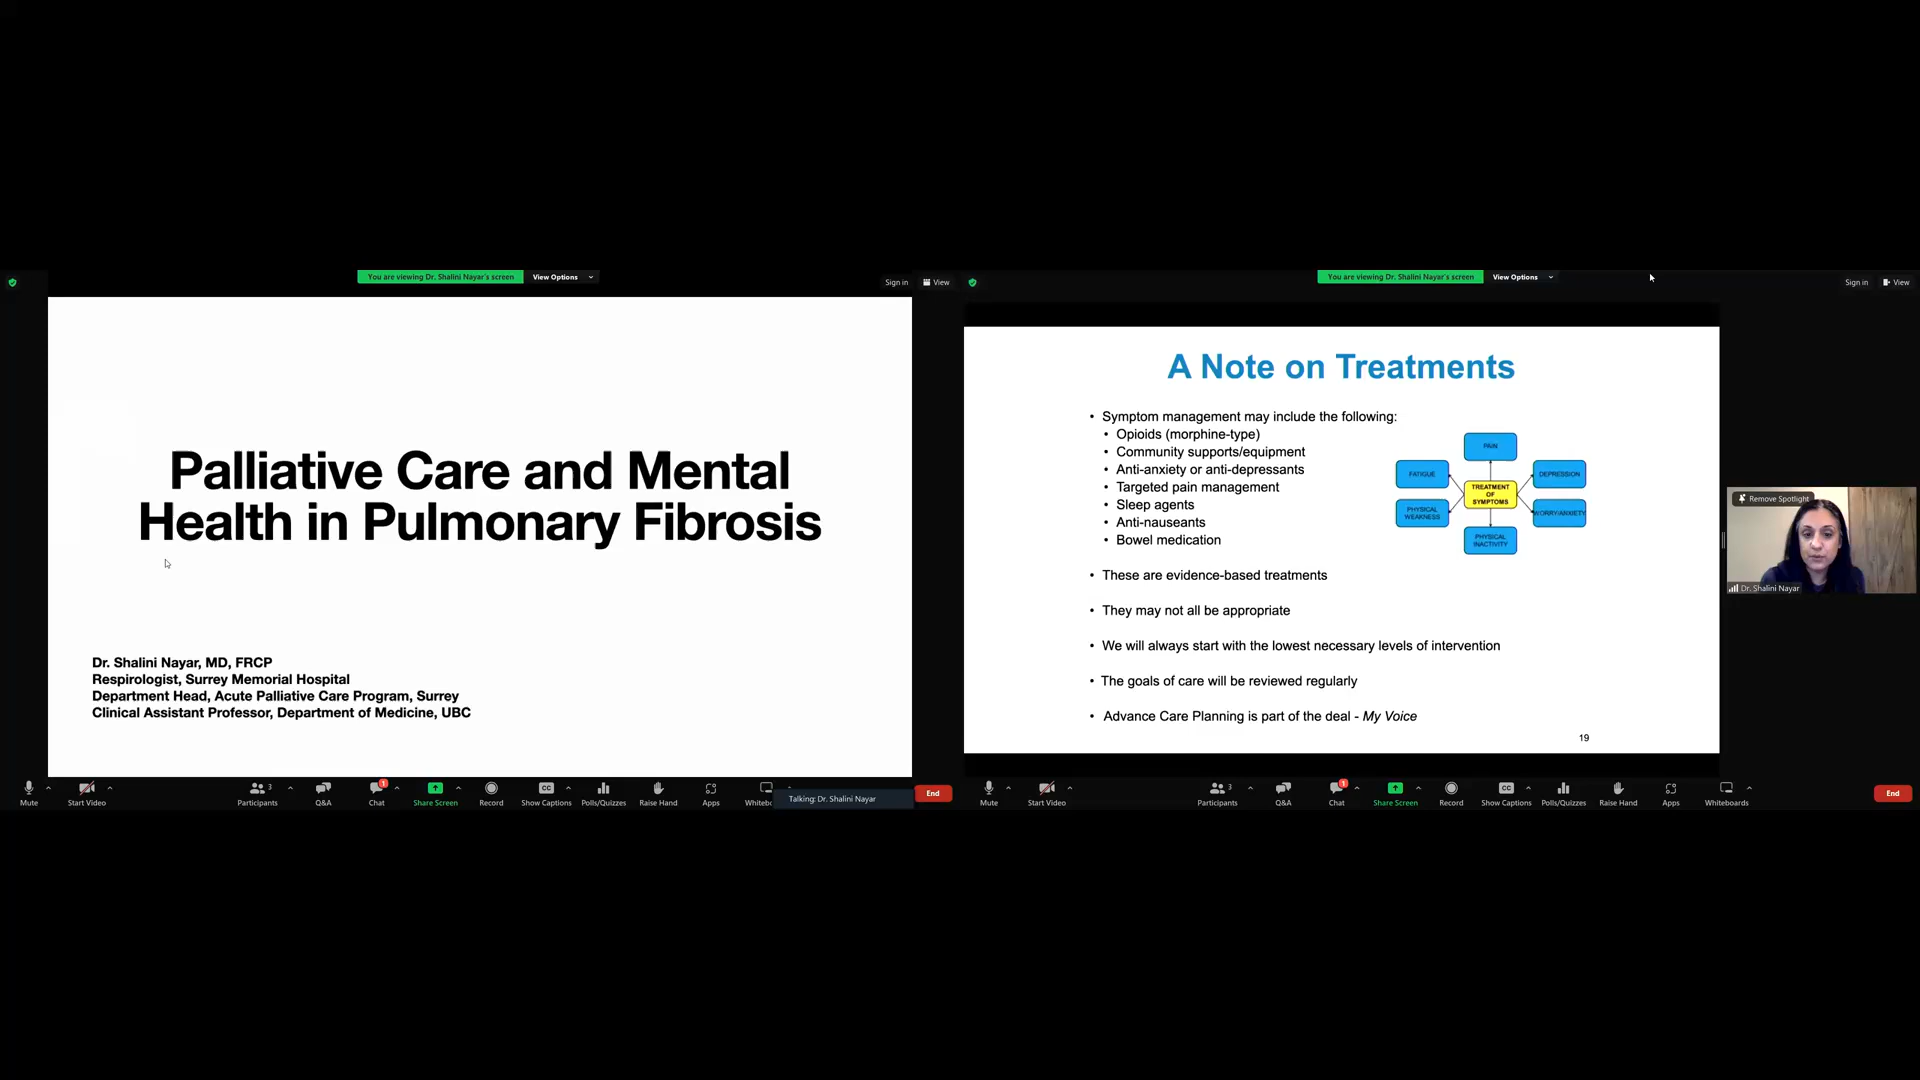 You are viewing Dr. Shalini Nayar's screen
View Options
Sign in
View
Palliative Care and Mental
Health in Pulmonary Fibrosis
Dr. Shalini Nayar, MD, FRCP
Respirologist, Surrey Memorial Hospital
Department Head, Acute Palliative Care Program, Surrey
Clinical Assistant Professor, Department of Medicine, UBC
Mute
Start Video
Participants
3
Q&A
Chat
1
Share Screen
Record
CC
Show Captions
Polls/Quizzes
Raise Hand
Apps
Whitebo
Talking: Dr. Shalini Nayar
End
You are viewing Dr. Shalini Nayar's screen
View Options
Sign in
View
A Note on Treatments
• Symptom management may include the following:
• Opioids (morphine-type)
• Community supports/equipment
• Anti-anxiety or anti-depressants
• Targeted pain management
• Sleep agents
• Anti-nauseants
• Bowel medication
• These are evidence-based treatments
• They may not all be appropriate
• We will always start with the lowest necessary levels of intervention
• The goals of care will be reviewed regularly
• Advance Care Planning is part of the deal - My Voice
PAIN
FATIGUE
DEPRESSION
TREATMENT
OF
SYMPTOMS
PHYSICAL
WEAKNESS
WORRY/ANXIETY
PHYSICAL
INACTIVITY
19
Remove Spotlight
Dr. Shalini Nayar
Mute
Start Video
Participants
3
Q&A
Chat
1
Share Screen
Record
CC
Show Captions
Polls/Quizzes
Raise Hand
Apps
Whiteboards
End